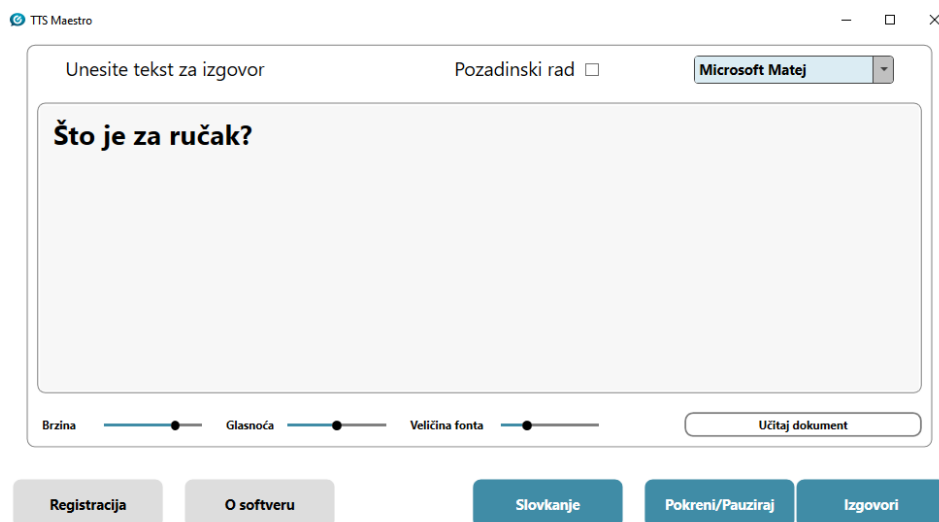 TTS Maestro
Unesite tekst za izgovor Pozadinski rad Microsoft Matej
Što je za ručak?
Brzina Glasnoća Veličina fonta Učitaj dokument
Registracija O softveru Slovkanje Pokreni/Pauziraj Izgovori